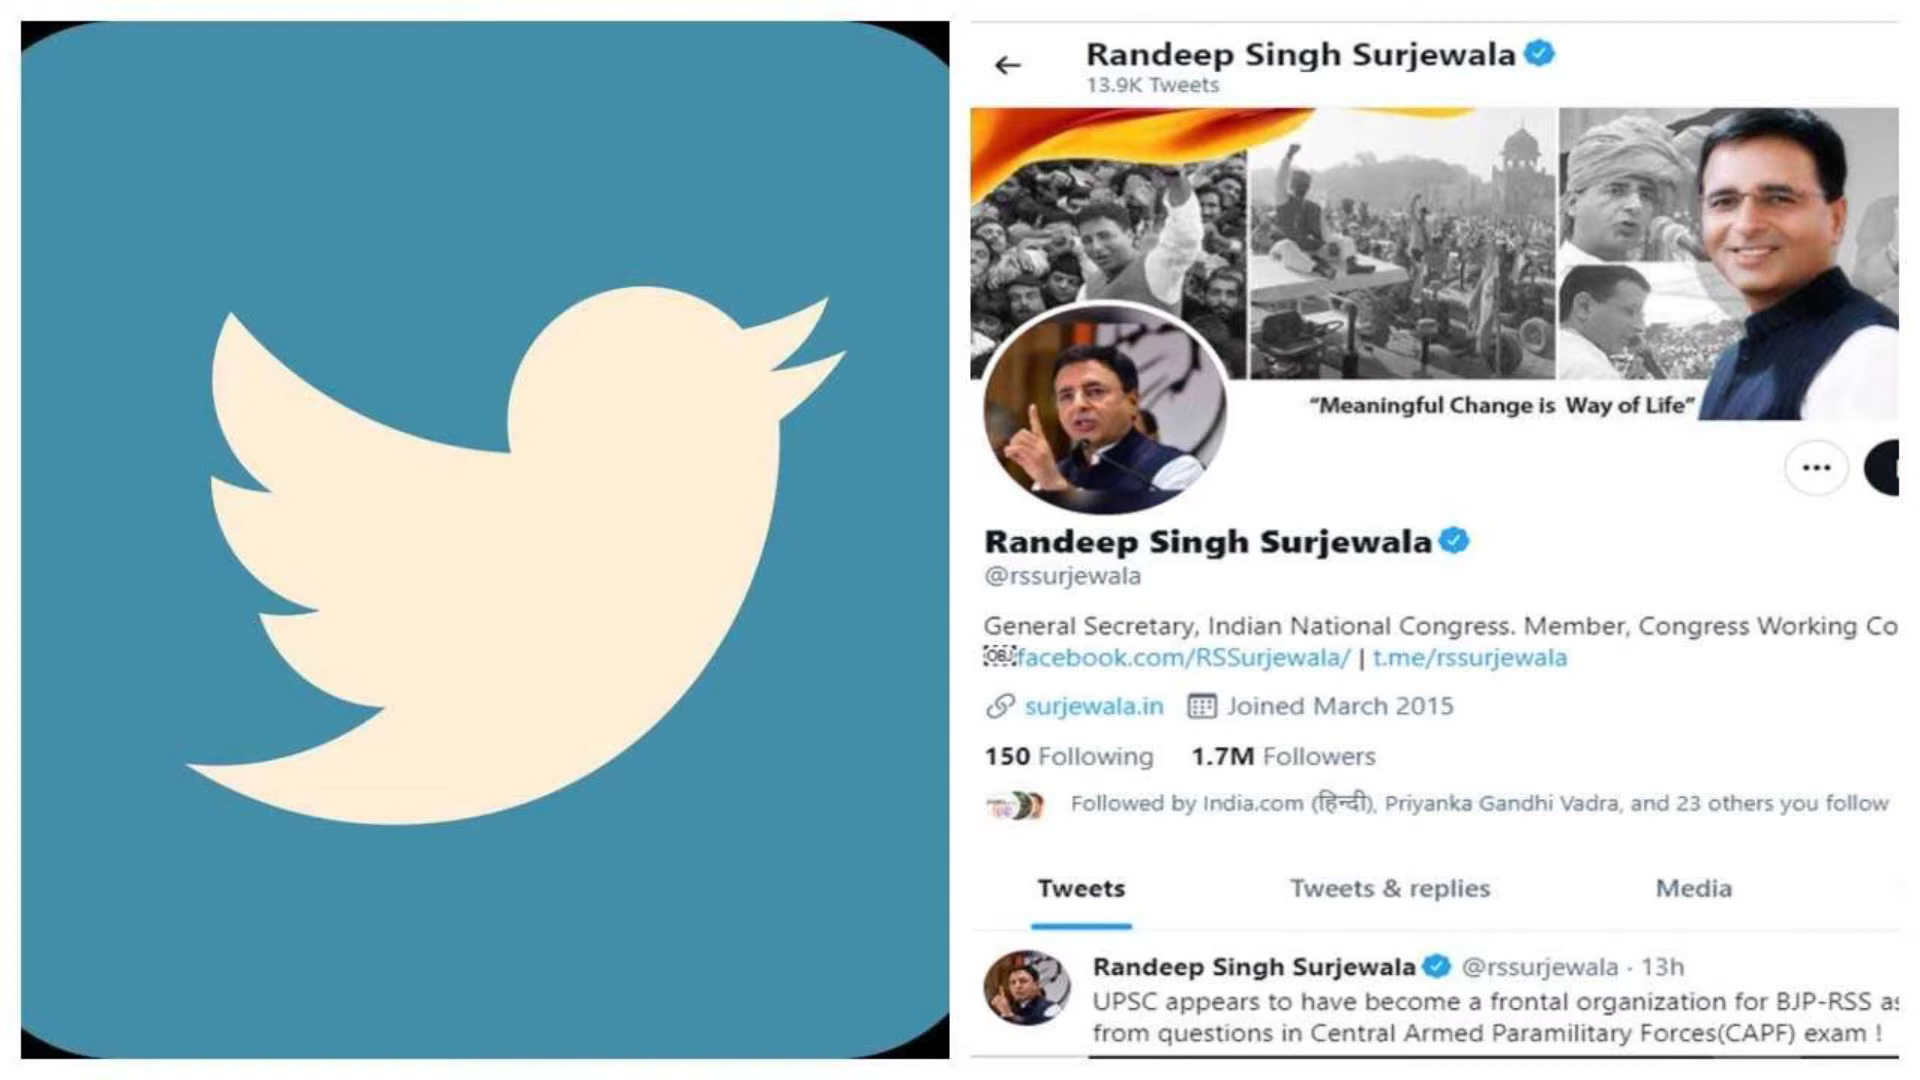 Randeep Singh Surjewala
13.9K Tweets
"Meaningful Change is Way of Life"
Randeep Singh Surjewala
@rssurjewala
General Secretary, Indian National Congress. Member, Congress Working Co
OBJ facebook.com/RSSurjewala/ | t.me/rssurjewala
surjewala.in Joined March 2015
150 Following 1.7M Followers
Followed by India.com (हिन्दी), Priyanka Gandhi Vadra, and 23 others you follow
Tweets Tweets & replies Media
Randeep Singh Surjewala @rssurjewala · 13h
UPSC appears to have become a frontal organization for BJP-RSS as
from questions in Central Armed Paramilitary Forces(CAPF) exam !